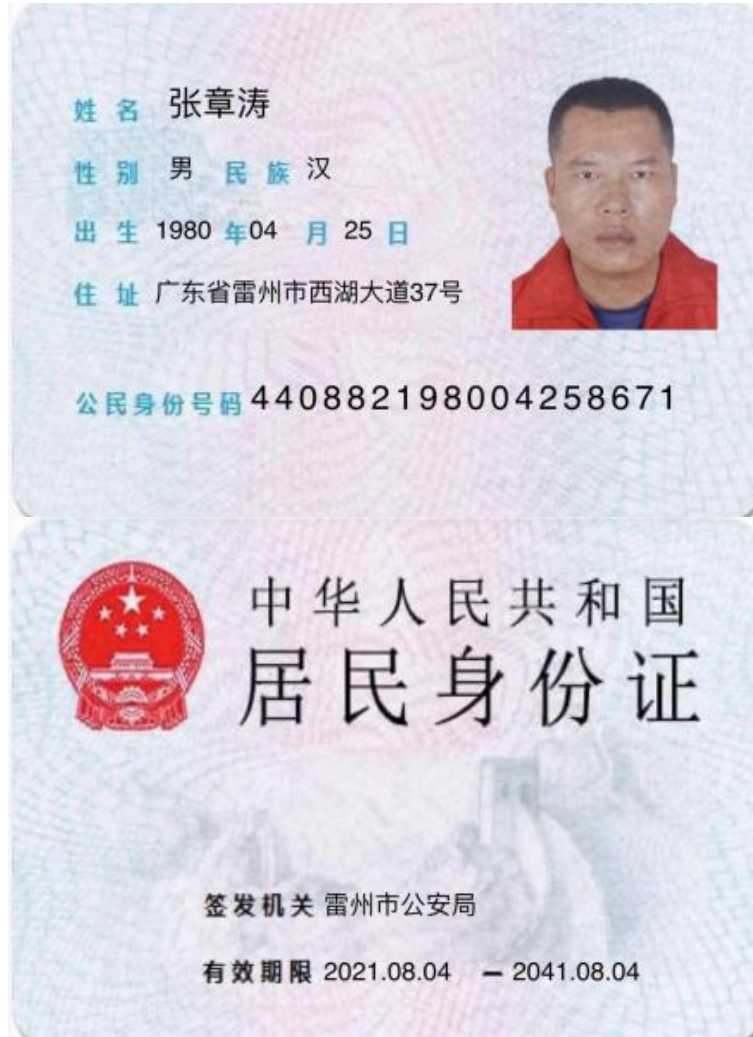 姓名 张章涛
性别 男 民族 汉
出生 1980 年 04 月 25 日
住址 广东省雷州市西湖大道37号
公民身份号码 440882198004258671
中华人民共和国
居民身份证
签发机关 雷州市公安局
有效期限 2021.08.04 — 2041.08.04